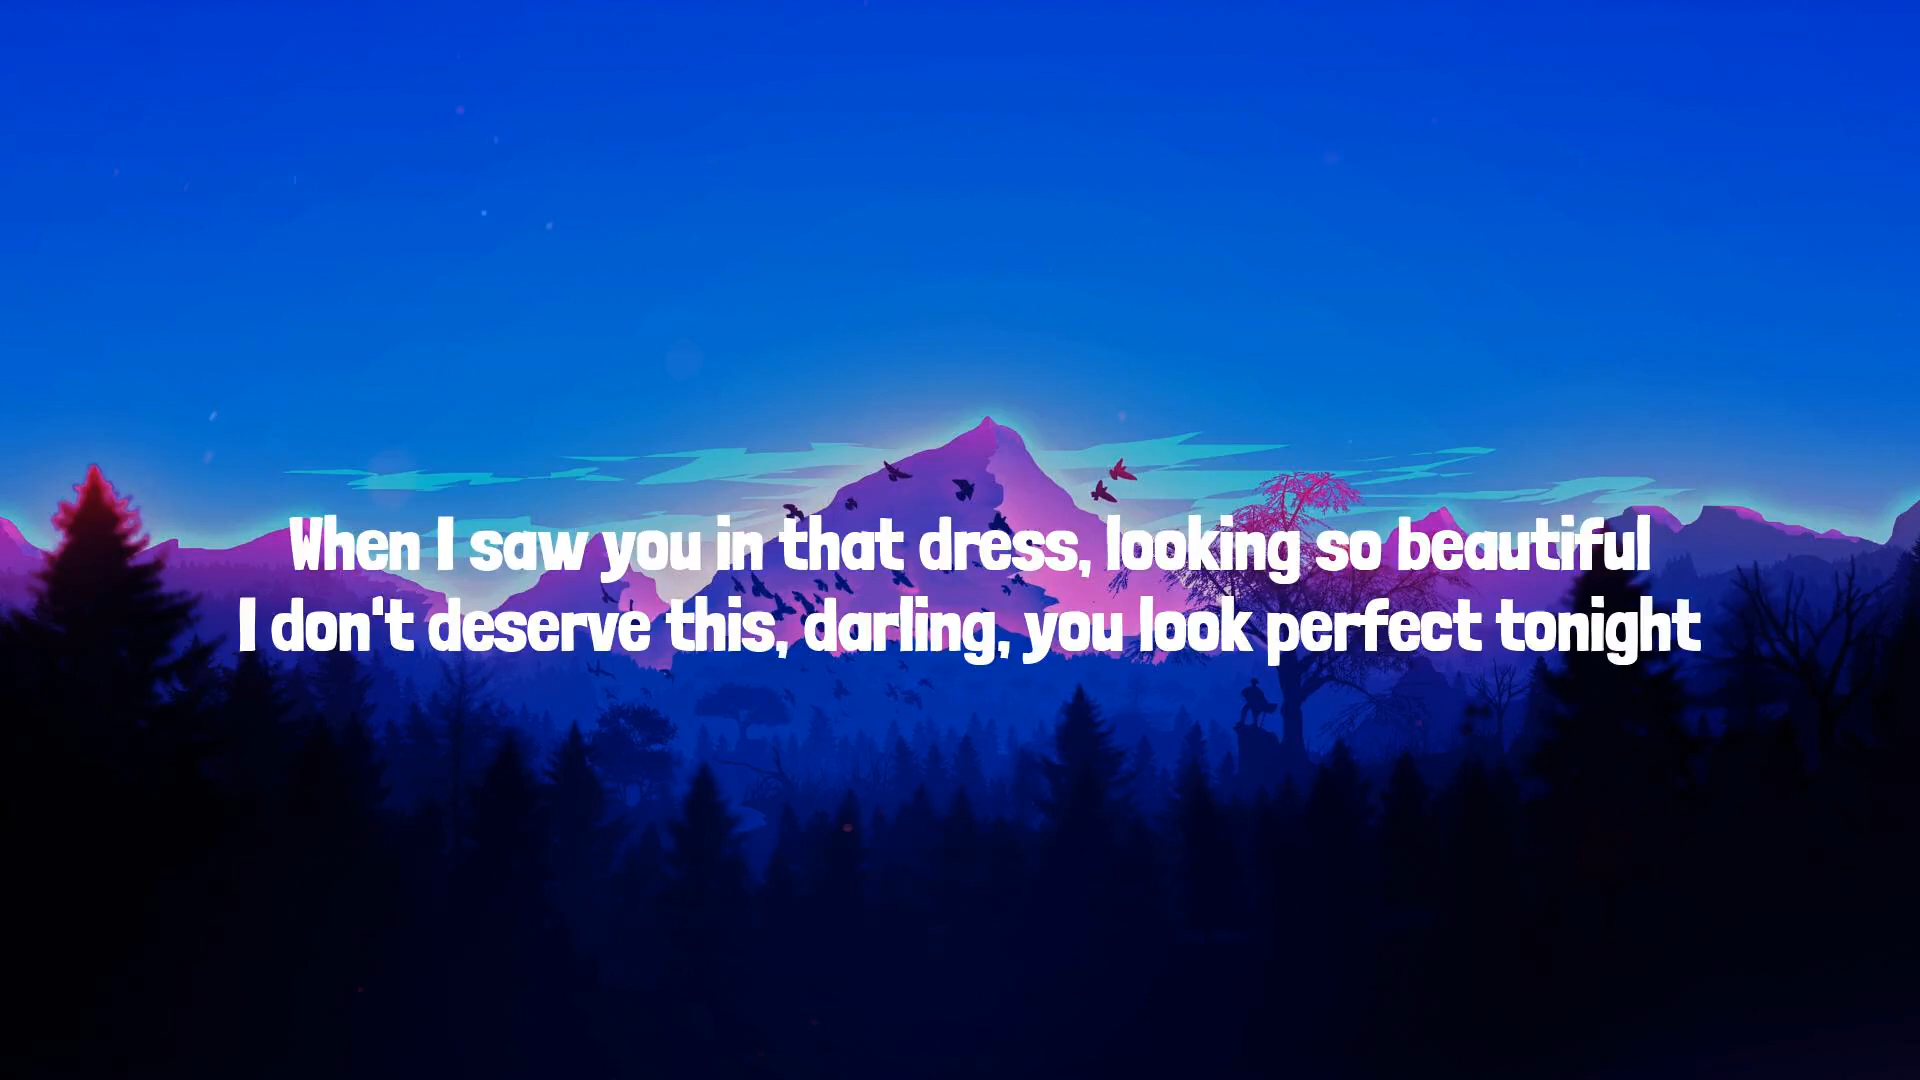 When I saw you in that dress, looking so beautiful
I don't deserve this, darling, you look perfect tonight